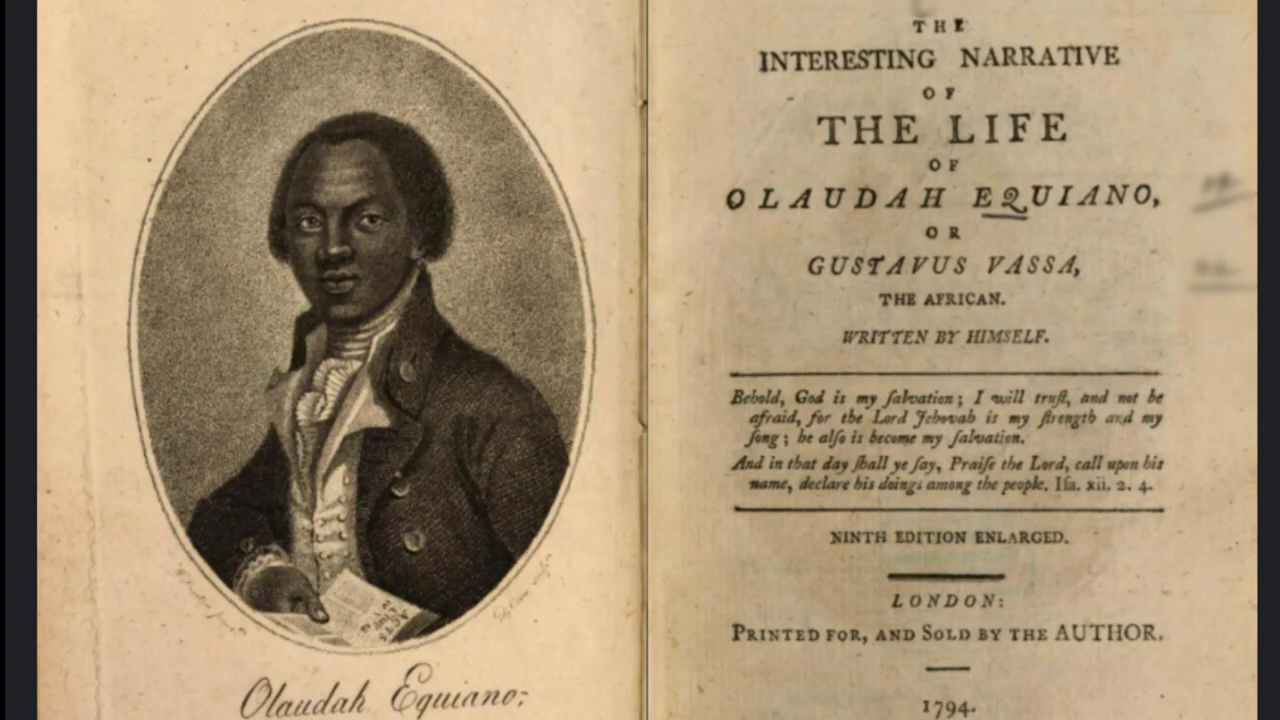 Olaudah Equiano;
THE
INTERESTING NARRATIVE
OF
THE LIFE
OF
OLAUDAH EQUIANO,
OR
GUSTAVUS VASSA,
THE AFRICAN.
WRITTEN BY HIMSELF.
Behold, God is my ſalvation; I will truſt, and not be
afraid, for the Lord Jehovah is my ſtrength and my
ſong; he alſo is become my ſalvation.
And in that day ſhall ye ſay, Praiſe the Lord, call upon his
name, declare his doings among the people. Iſa. xii. 2. 4.
NINTH EDITION ENLARGED.
LONDON:
PRINTED FOR, AND SOLD BY THE AUTHOR.
1794.